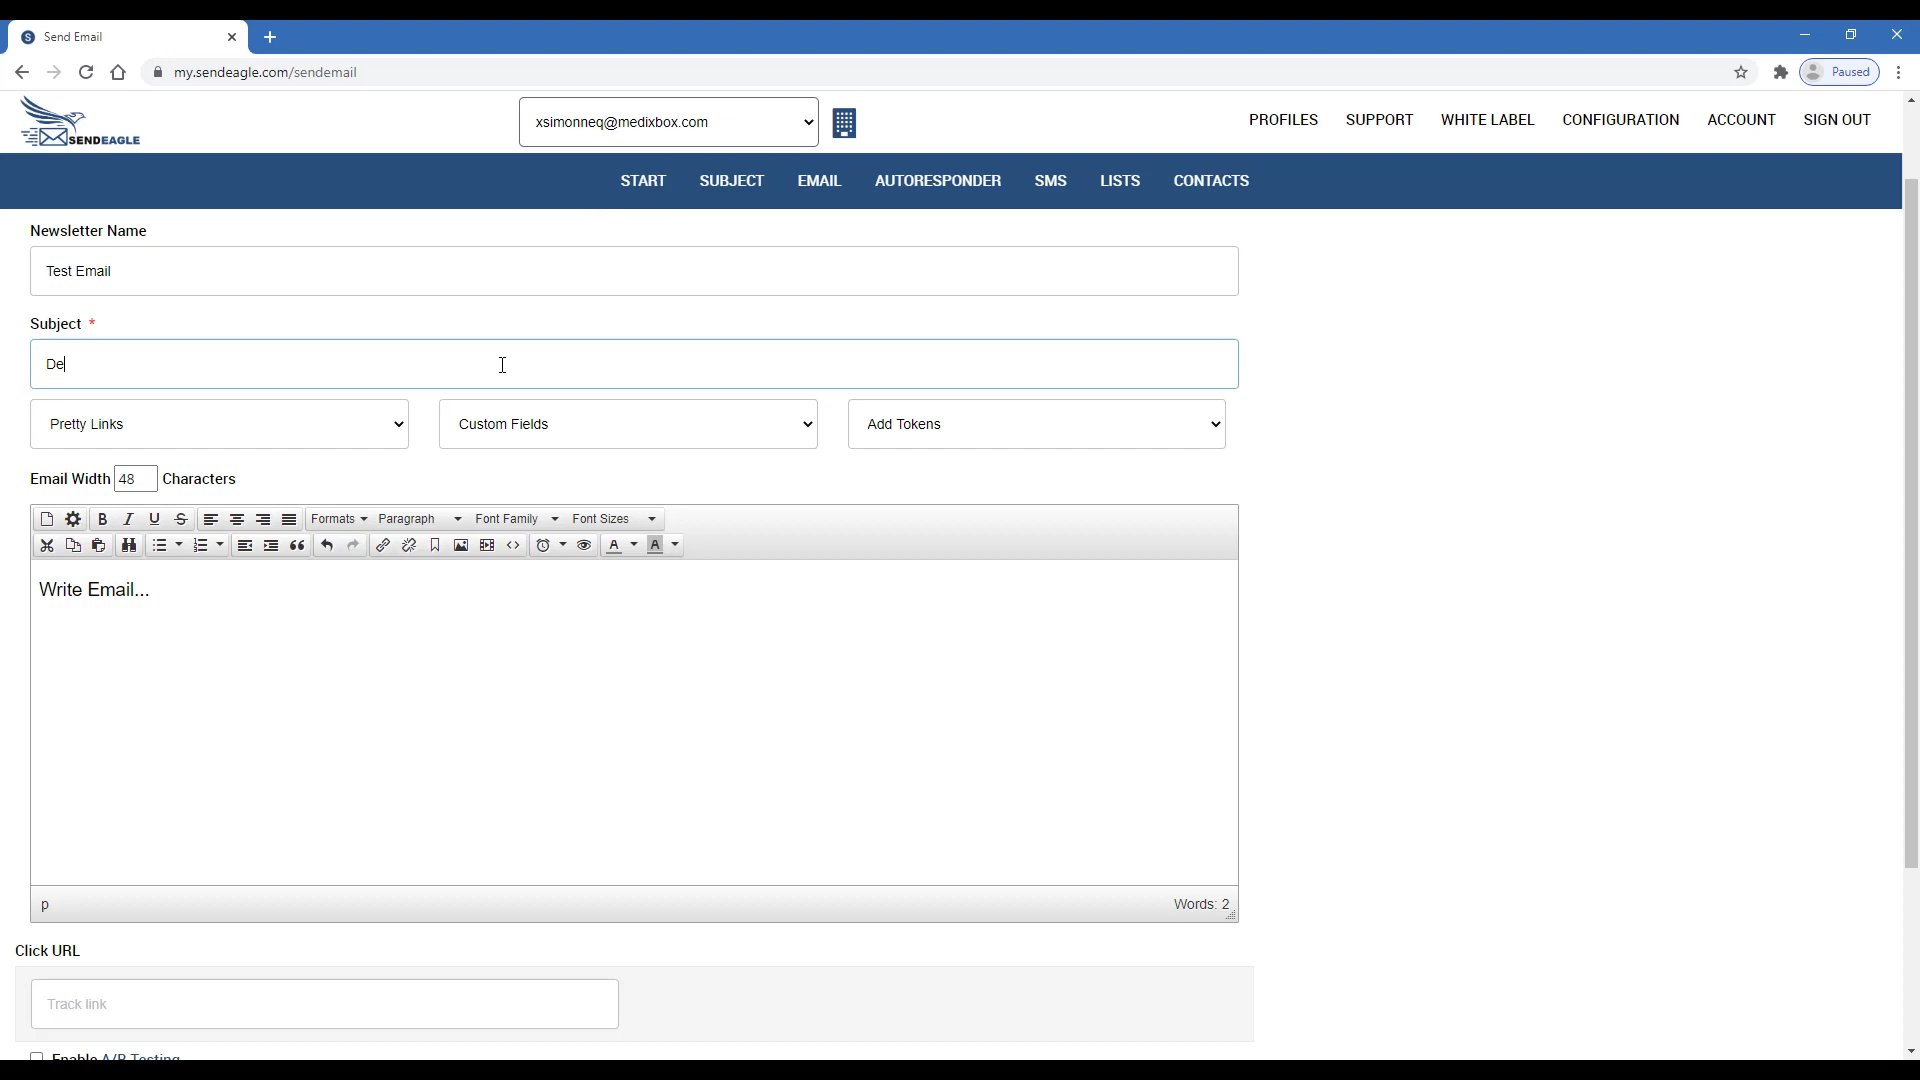 Send Email
my.sendeagle.com/sendemail
Paused
SENDEAGLE
xsimonneq@medixbox.com
PROFILES SUPPORT WHITE LABEL CONFIGURATION ACCOUNT SIGN OUT
START SUBJECT EMAIL AUTORESPONDER SMS LISTS CONTACTS
Newsletter Name
Test Email
Subject *
De
Pretty Links Custom Fields Add Tokens
Email Width 48 Characters
Formats Paragraph Font Family Font Sizes
Write Email...
p Words: 2
Click URL
Track link
Enable A/B Testing